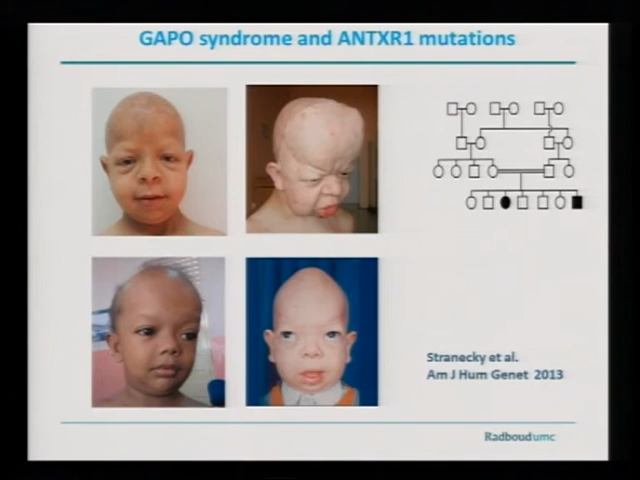 GAPO syndrome and ANTXR1 mutations
Stranecky et al.
Am J Hum Genet 2013
Radboudumc